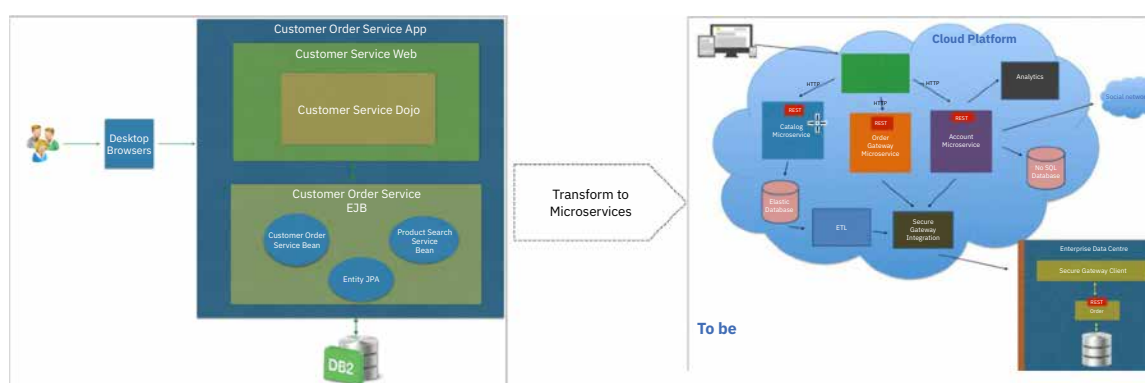 Customer Order Service App
Customer Service Web
Customer Service Dojo
Desktop
Browsers
Customer Order Service
EJB
Customer Order
Service Bean
Product Search
Service
Bean
Entity JPA
DB2
Transform to
Microservices
Cloud Platform
HTTP
HTTP
HTTP
Analytics
Social network
REST
Catalog
Microservice
REST
Order
Gateway
Microservice
REST
Account
Microservice
No SQL
Database
Elastic
Database
ETL
Secure
Gateway
Integration
Enterprise Data Centre
Secure Gateway Client
REST
Order
To be